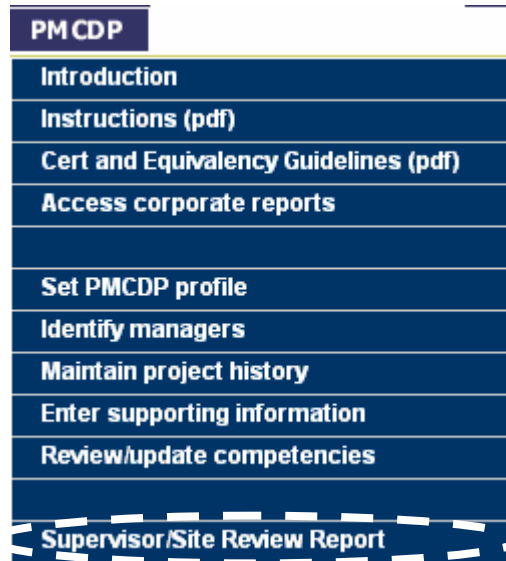 PMCDP
Introduction
Instructions (pdf)
Cert and Equivalency Guidelines (pdf)
Access corporate reports
Set PMCDP profile
Identify managers
Maintain project history
Enter supporting information
Review/update competencies
Supervisor/Site Review Report